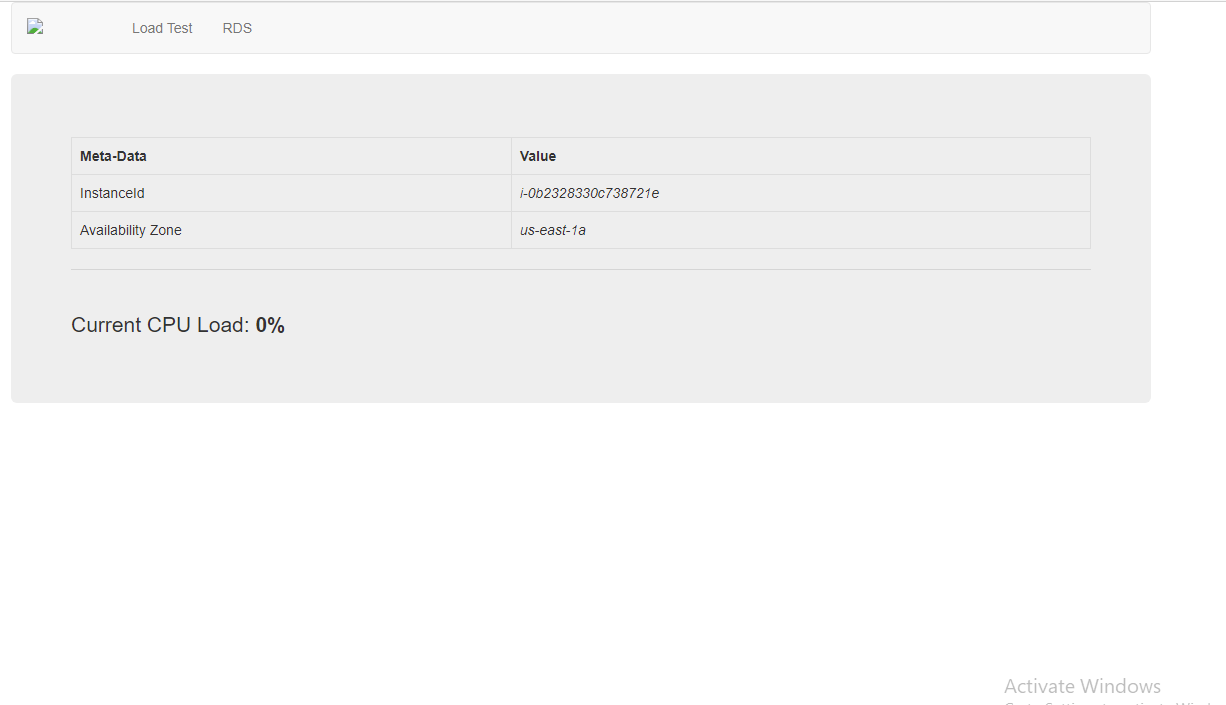 Load Test RDS
Meta-Data Value
InstanceId i-0b2328330c738721e
Availability Zone us-east-1a
Current CPU Load: 0%
Activate Windows